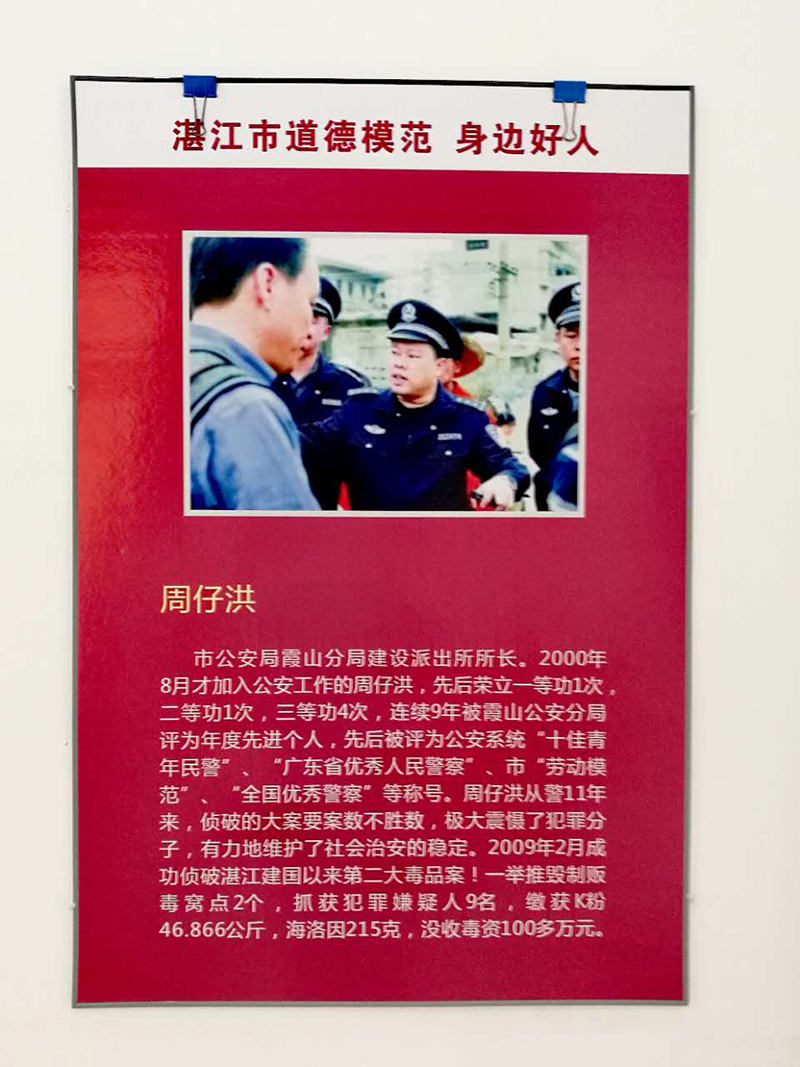 湛江市道德模范 身边好人
周仔洪
市公安局霞山分局建设派出所所长。2000年
8月才加入公安工作的周仔洪，先后荣立一等功1次，
二等功1次，三等功4次，连续9年被霞山公安分局
评为年度先进个人，先后被评为公安系统“十佳青
年民警”、“广东省优秀人民警察”、市“劳动模
范”、“全国优秀警察”等称号。周仔洪从警11年
来，侦破的大案要案数不胜数，极大震慑了犯罪分
子，有力地维护了社会治安的稳定。2009年2月成
功侦破湛江建国以来第二大毒品案！一举推毁制贩
毒窝点2个，抓获犯罪嫌疑人9名，缴获K粉
46.866公斤，海洛因215克，没收毒资100多万元。